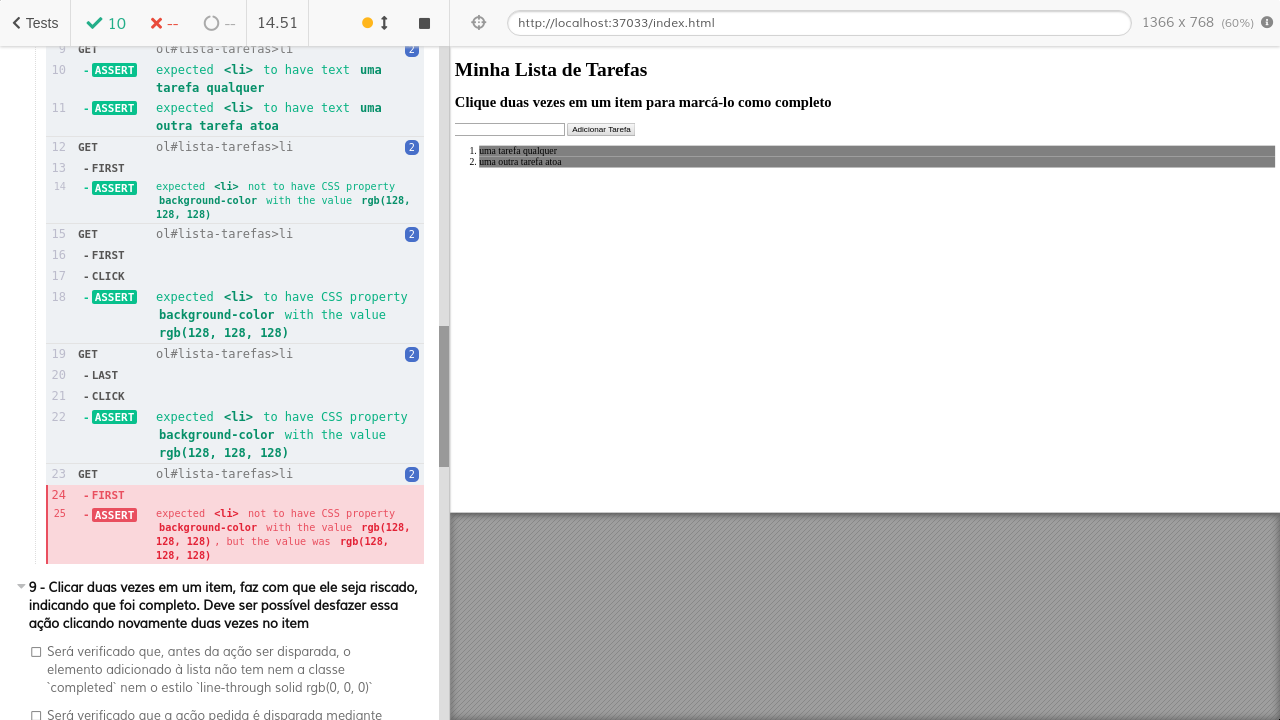 Tests
10
--
--
14.51
http://localhost:37033/index.html
1366 x 768 (60%)
9 GET ol#lista-tarefas>li 2
10 -ASSERT expected <li> to have text uma
tarefa qualquer
11 -ASSERT expected <li> to have text uma
outra tarefa atoa
12 GET ol#lista-tarefas>li 2
13 -FIRST
14 -ASSERT expected <li> not to have CSS property
background-color with the value rgb(128,
128, 128)
15 GET ol#lista-tarefas>li 2
16 -FIRST
17 -CLICK
18 -ASSERT expected <li> to have CSS property
background-color with the value
rgb(128, 128, 128)
19 GET ol#lista-tarefas>li 2
20 -LAST
21 -CLICK
22 -ASSERT expected <li> to have CSS property
background-color with the value
rgb(128, 128, 128)
23 GET ol#lista-tarefas>li 2
24 -FIRST
25 -ASSERT expected <li> not to have CSS property
background-color with the value rgb(128,
128, 128), but the value was rgb(128,
128, 128)
9 - Clicar duas vezes em um item, faz com que ele seja riscado,
indicando que foi completo. Deve ser possível desfazer essa
ação clicando novamente duas vezes no item
Será verificado que, antes da ação ser disparada, o
elemento adicionado à lista não tem nem a classe
`completed` nem o estilo `line-through solid rgb(0, 0, 0)`
Será verificado que a ação pedida é disparada mediante
Minha Lista de Tarefas
Clique duas vezes em um item para marcá-lo como completo
Adicionar Tarefa
1. uma tarefa qualquer
2. uma outra tarefa atoa